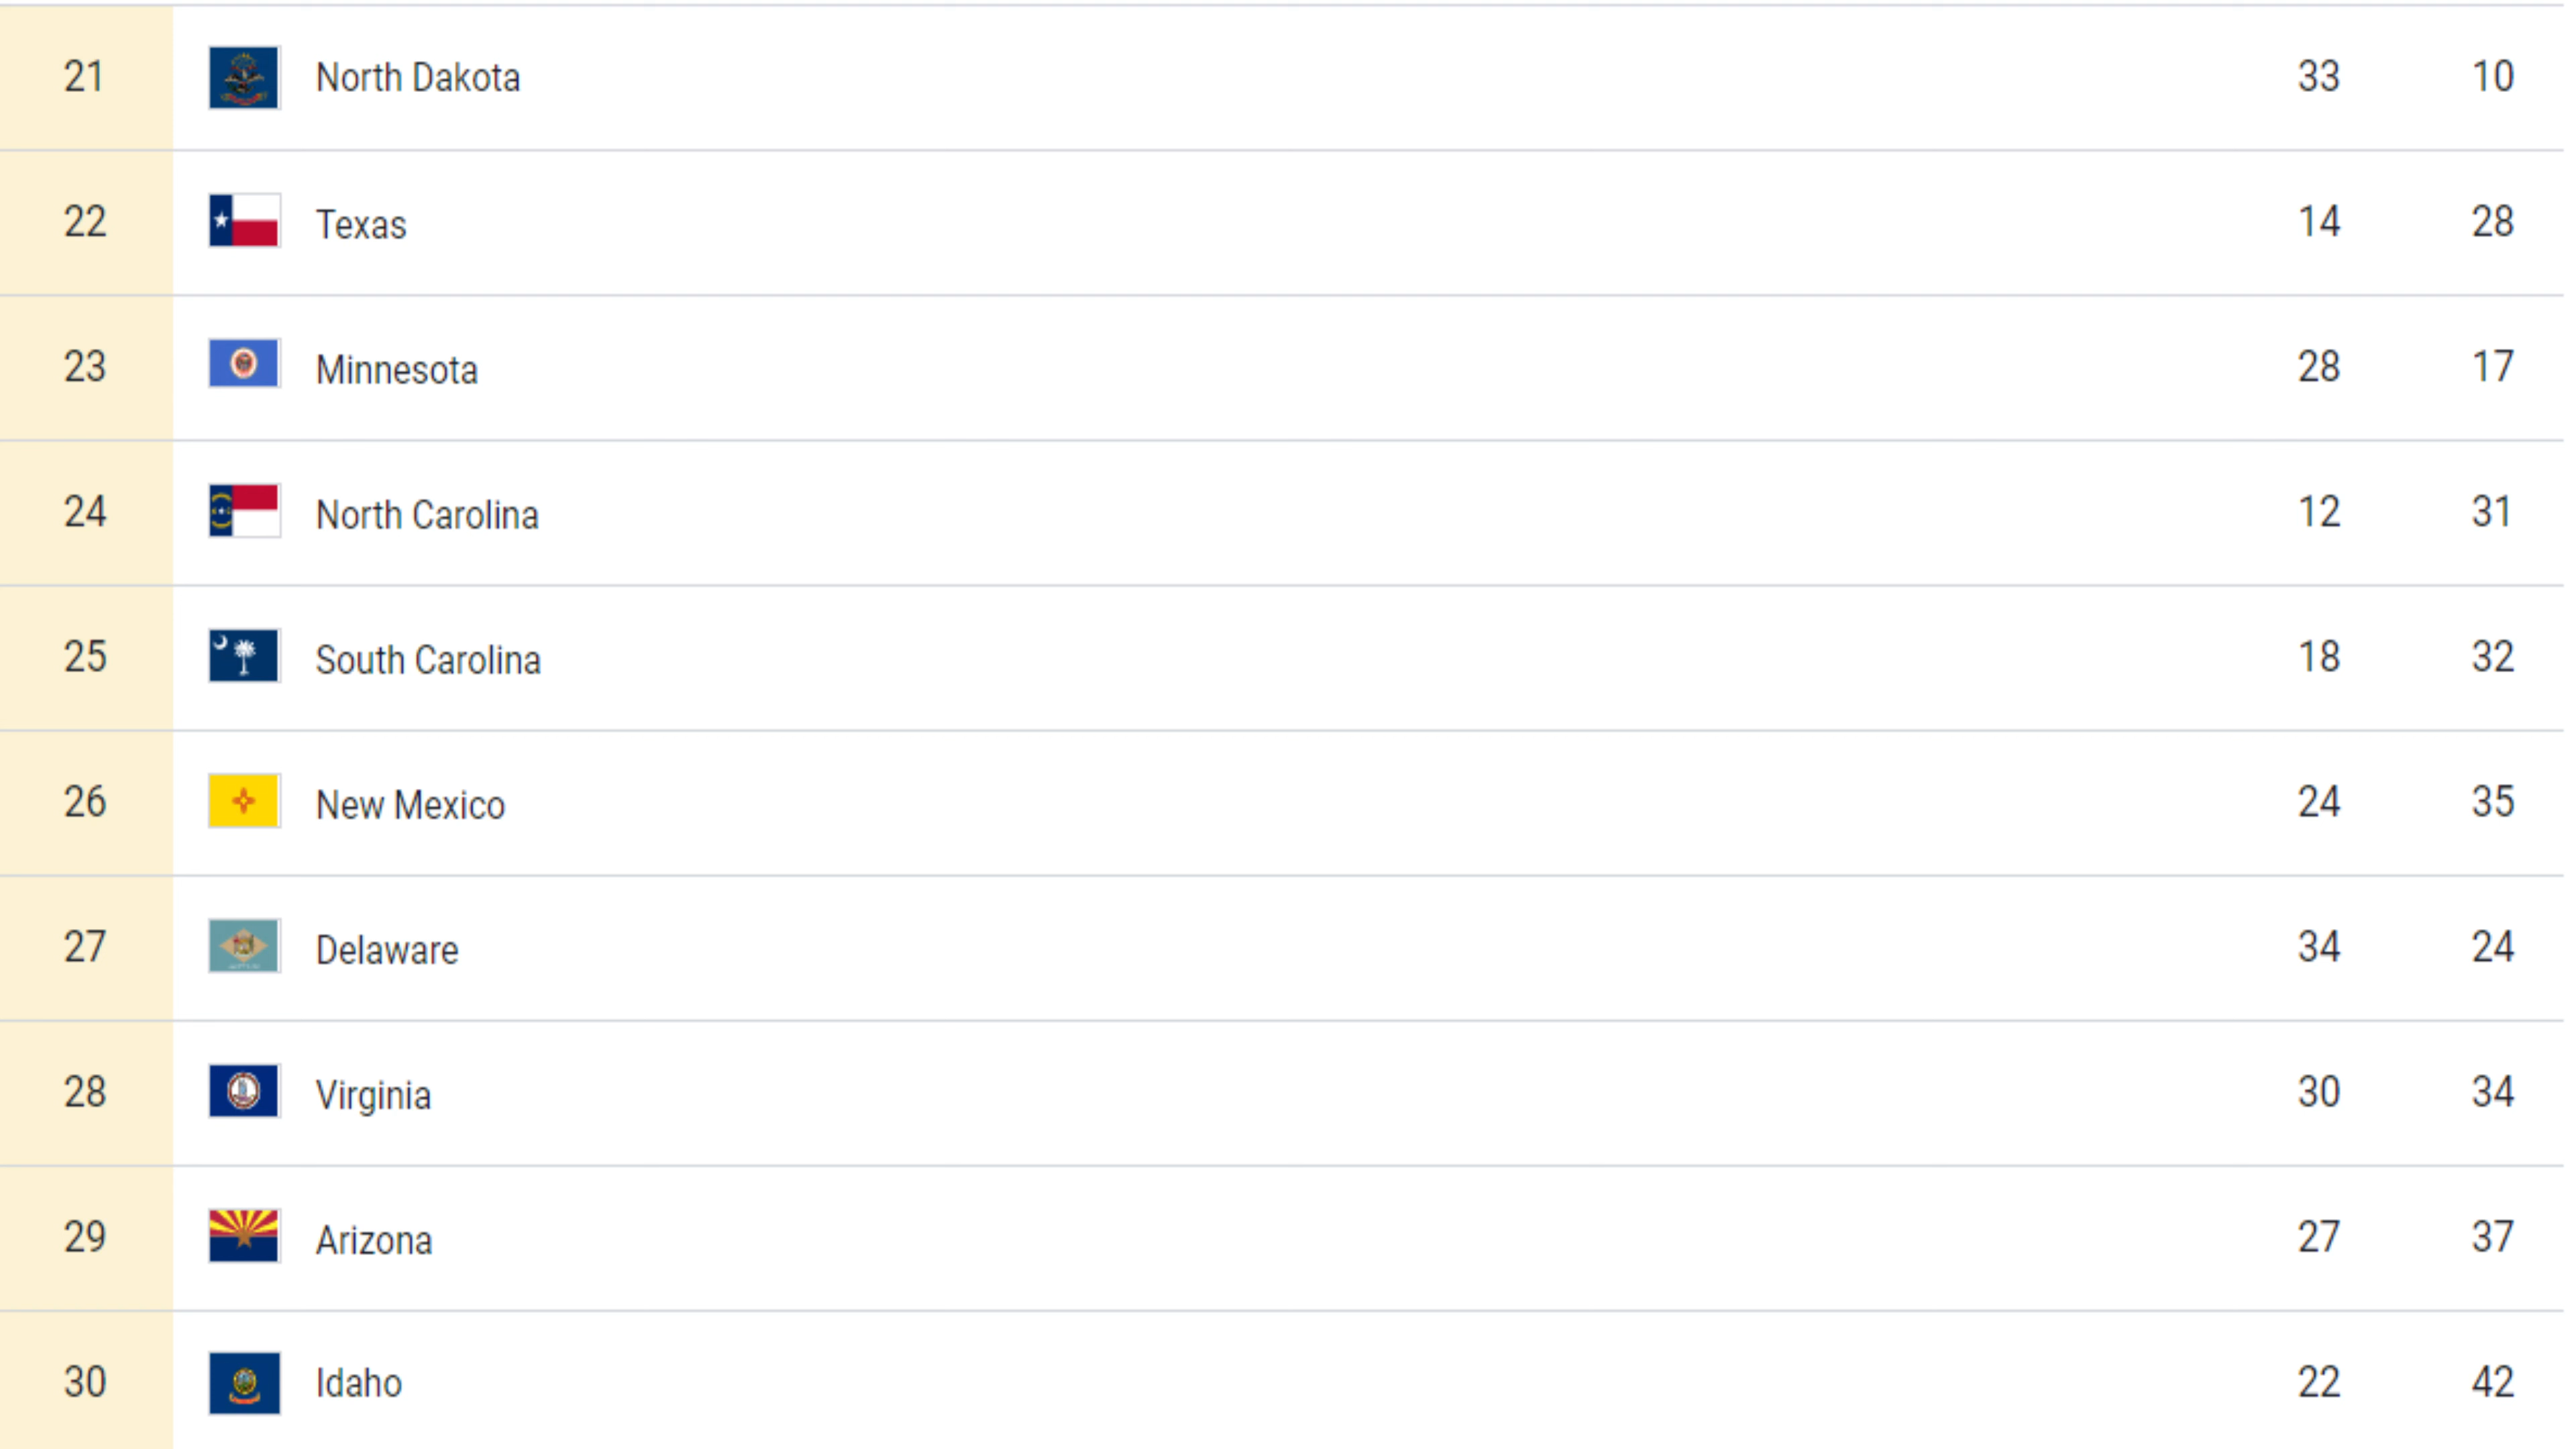 21 North Dakota 33 10
22 Texas 14 28
23 Minnesota 28 17
24 North Carolina 12 31
25 South Carolina 18 32
26 New Mexico 24 35
27 Delaware 34 24
28 Virginia 30 34
29 Arizona 27 37
30 Idaho 22 42